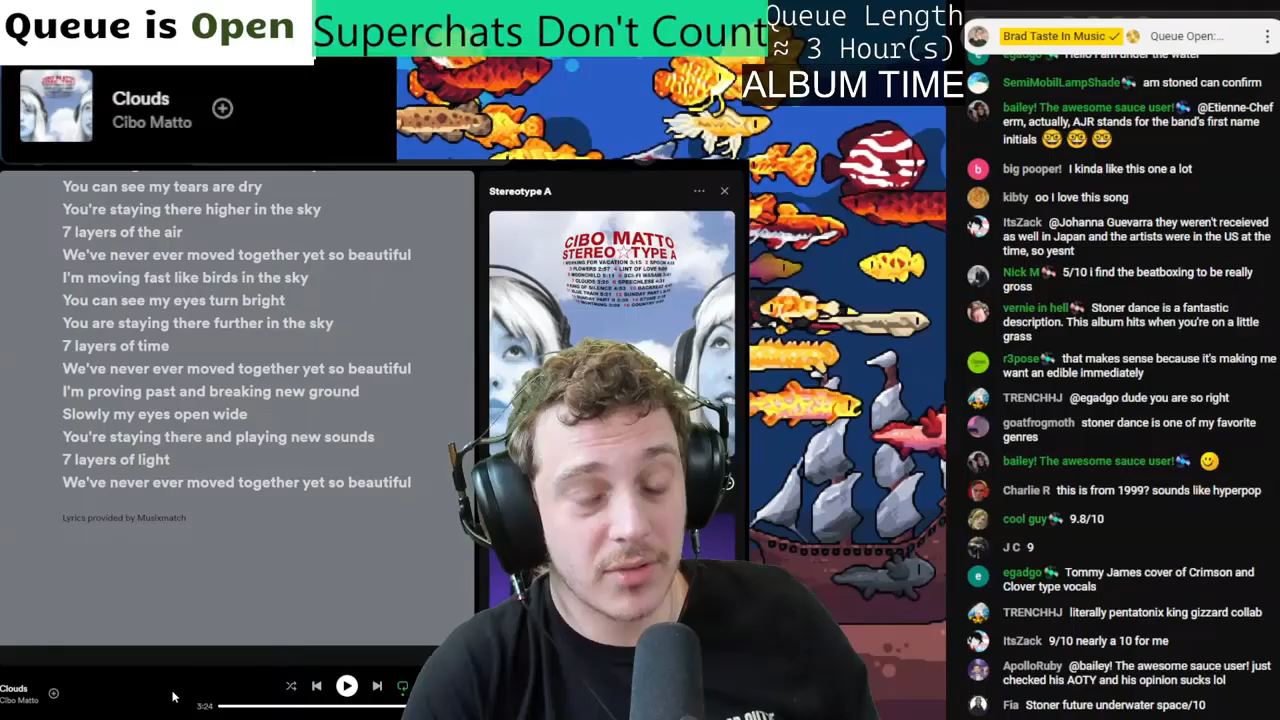 Queue is Open
Superchats Don't Count
Queue Length
≈ 3 Hour(s)
ALBUM TIME
Clouds
Cibo Matto
You can see my tears are dry
You're staying there higher in the sky
7 layers of the air
We've never ever moved together yet so beautiful
I'm moving fast like birds in the sky
You can see my eyes turn bright
You are staying there further in the sky
7 layers of time
We've never ever moved together yet so beautiful
I'm proving past and breaking new ground
Slowly my eyes open wide
You're staying there and playing new sounds
7 layers of light
We've never ever moved together yet so beautiful
Lyrics provided by Musixmatch
Stereotype A
CIBO MATTO
STEREO☆TYPE A
Clouds
Cibo Matto
3:24
Brad Taste In Music
Queue Open:...
egadgo Hello I am under the water
SemiMobilLampShade am stoned can confirm
bailey! The awesome sauce user! @Etienne-Chef
erm, actually, AJR stands for the band's first name
initials 🤓🤓🤓
big pooper! I kinda like this one a lot
kibty oo I love this song
ItsZack @Johanna Guevarra they weren't receieved
as well in Japan and the artists were in the US at the
time, so yesnt
Nick M 5/10 i find the beatboxing to be really
gross
vernie in hell Stoner dance is a fantastic
description. This album hits when you're on a little
grass
r3pose that makes sense because it's making me
want an edible immediately
TRENCHHJ @egadgo dude you are so right
goatfrogmoth stoner dance is one of my favorite
genres
bailey! The awesome sauce user! 🙂
Charlie R this is from 1999? sounds like hyperpop
cool guy 9.8/10
J C 9
egadgo Tommy James cover of Crimson and
Clover type vocals
TRENCHHJ literally pentatonix king gizzard collab
ItsZack 9/10 nearly a 10 for me
ApolloRuby @bailey! The awesome sauce user! just
checked his AOTY and his opinion sucks lol
Fia Stoner future underwater space/10